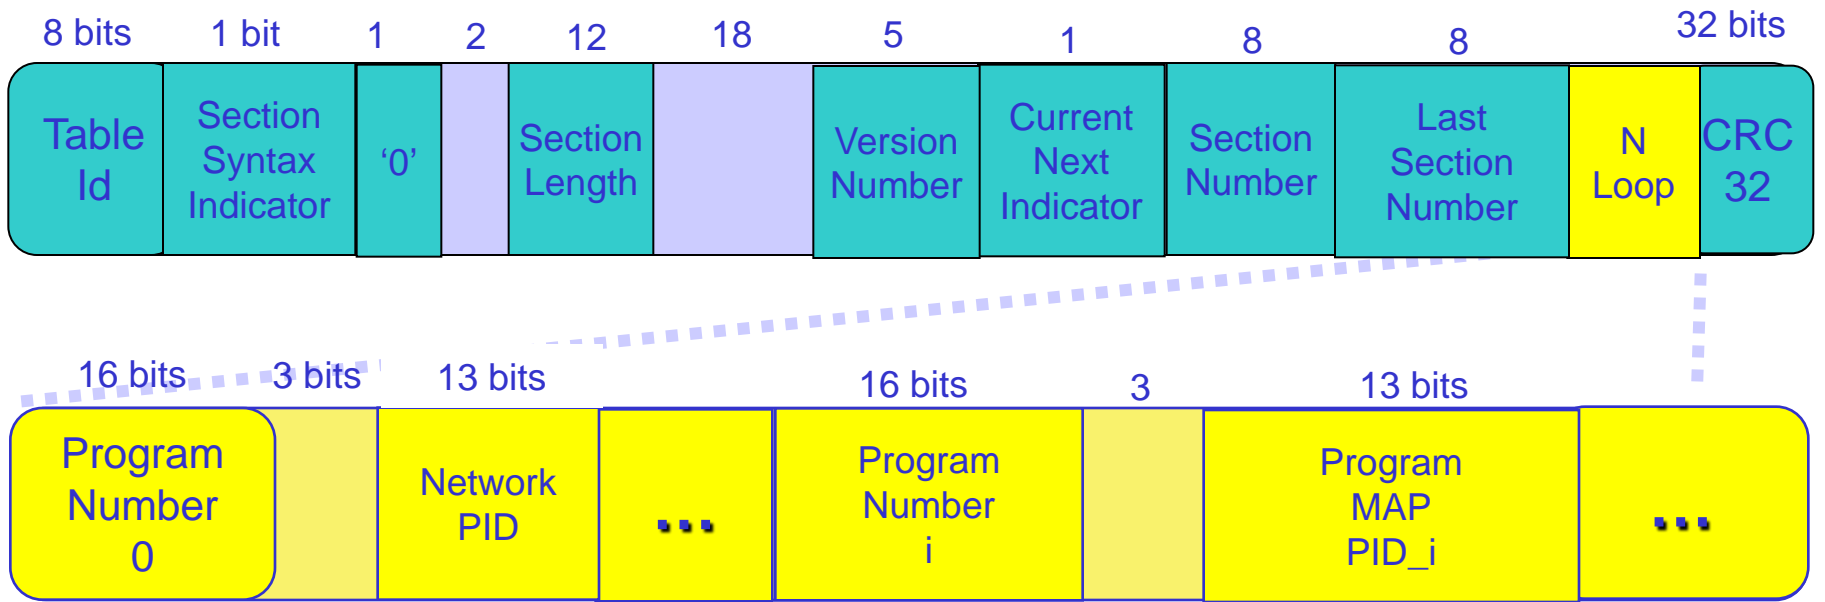 8 bits 1 bit 1 2 12 18 5 1 8 8 32 bits
Table
Id
Section
Syntax
Indicator
‘0’
Section
Length
Version
Number
Current
Next
Indicator
Section
Number
Last
Section
Number
N
Loop
CRC
32
16 bits 3 bits 13 bits 16 bits 3 13 bits
Program
Number
0
Network
PID
...
Program
Number
i
Program
MAP
PID_i
...